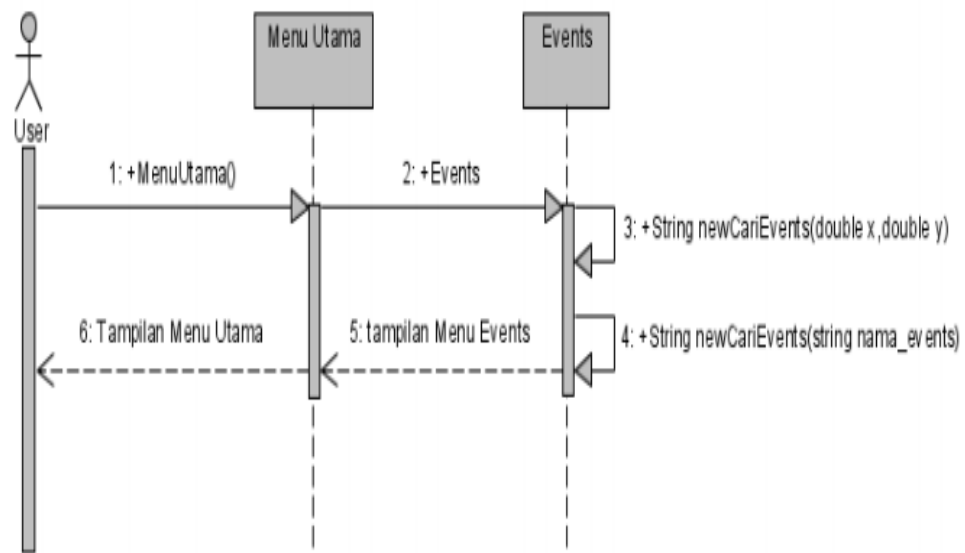 Menu Utama
Events
User
1: +MenuUtama()
2: +Events
3: +String newCariEvents(double x,double y)
6: Tampilan Menu Utama
5: tampilan Menu Events
4: +String newCariEvents(string nama_events)